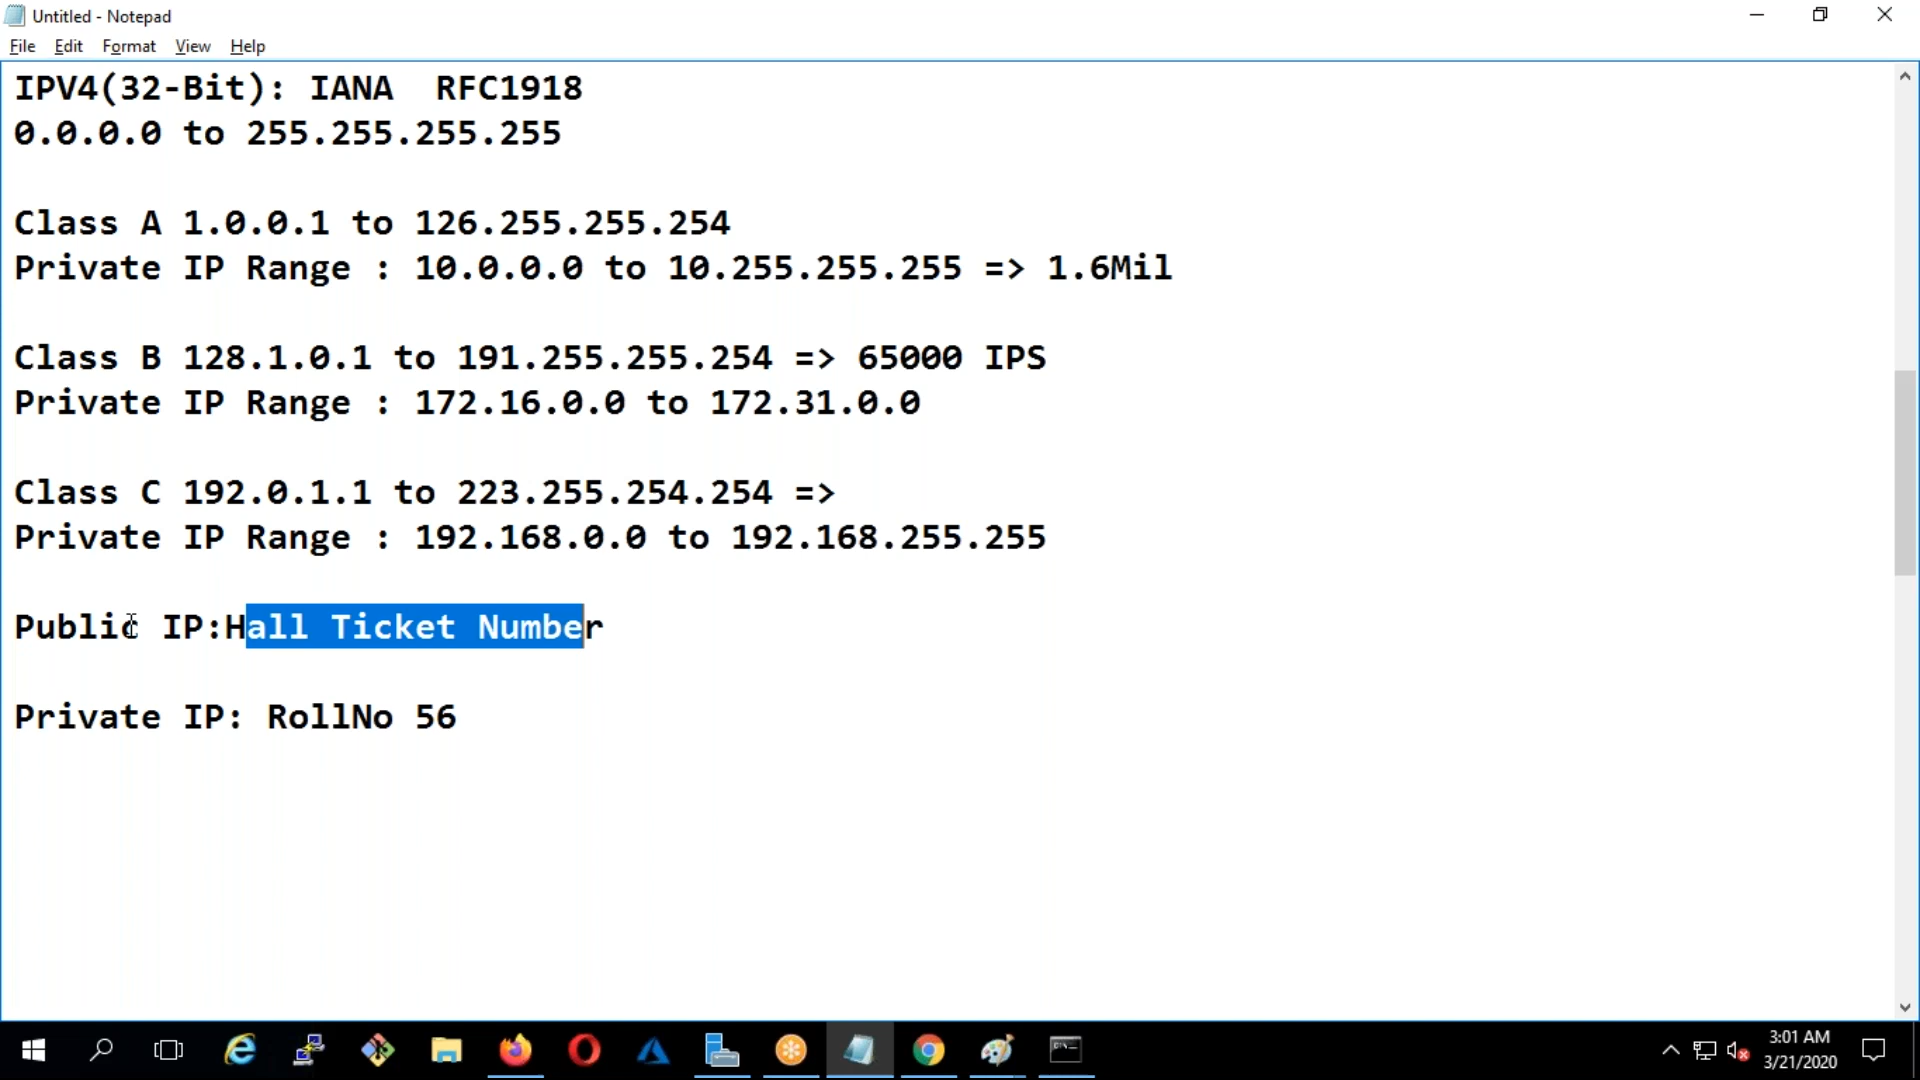 Untitled - Notepad
File Edit Format View Help
IPV4(32-Bit): IANA  RFC1918
0.0.0.0 to 255.255.255.255
Class A 1.0.0.1 to 126.255.255.254
Private IP Range : 10.0.0.0 to 10.255.255.255 => 1.6Mil
Class B 128.1.0.1 to 191.255.255.254 => 65000 IPS
Private IP Range : 172.16.0.0 to 172.31.0.0
Class C 192.0.1.1 to 223.255.254.254 =>
Private IP Range : 192.168.0.0 to 192.168.255.255
Public IP:Hall Ticket Number
Private IP: RollNo 56
3:01 AM
3/21/2020